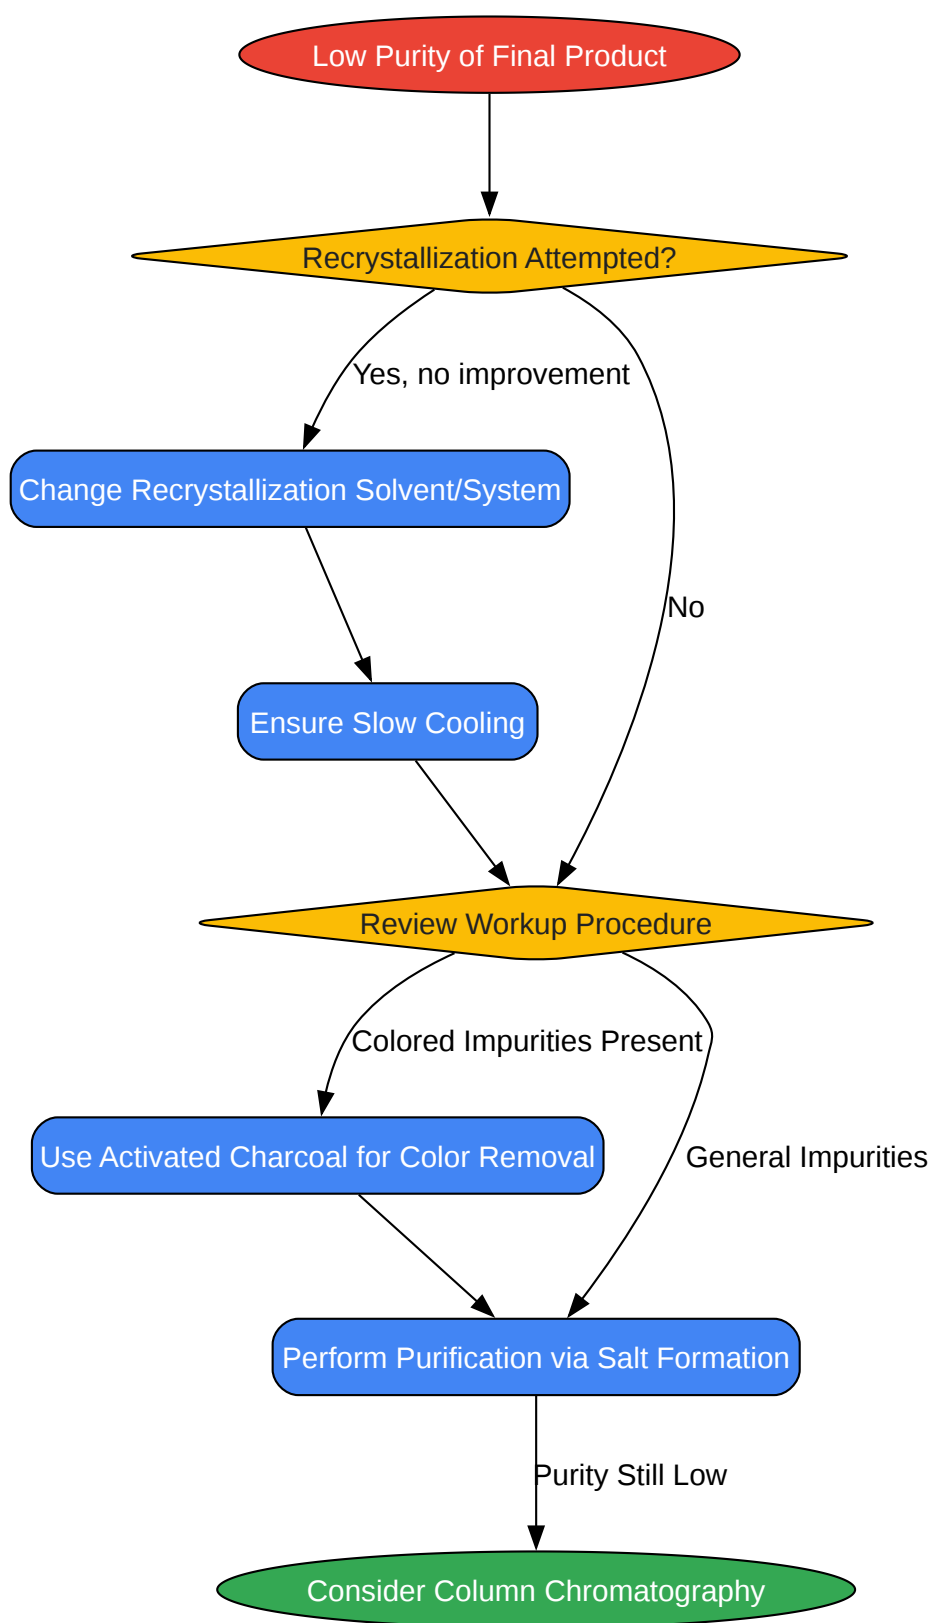 Low Purity of Final Product
Recrystallization Attempted?
Yes, no improvement
Change Recrystallization Solvent/System
No
Ensure Slow Cooling
Review Workup Procedure
Colored Impurities Present
Use Activated Charcoal for Color Removal
General Impurities
Perform Purification via Salt Formation
Purity Still Low
Consider Column Chromatography